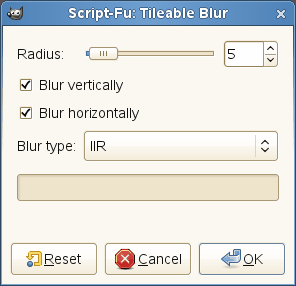 Script-Fu: Tileable Blur
Radius: 5
Blur vertically
Blur horizontally
Blur type: IIR
Reset Cancel OK